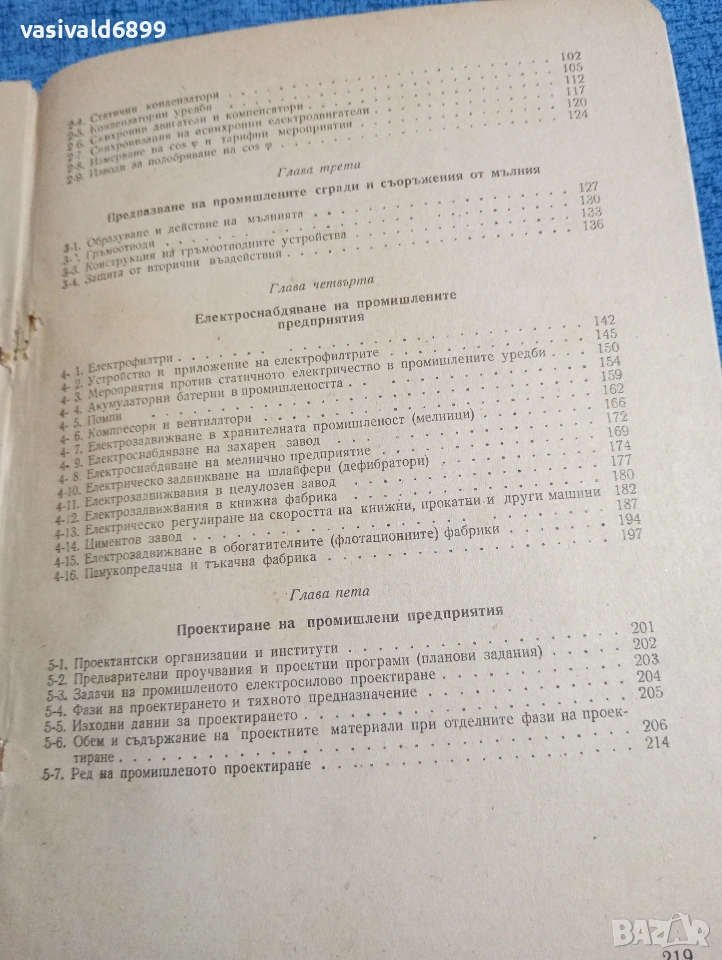 vasivald6899
2-4. Статични кондензатори 102
2-5. Кондензаторни уредби 105
2-6. Синхронни двигатели и компенсатори 112
2-7. Синхронизация на асинхронни електродвигатели 117
2-8. Измерване на cos φ и тарифни мероприятия 120
2-9. Изводи за подобряване на cos φ 124
Глава трета
Предпазване на промишлените сгради и съоръжения от мълния
3-1. Образуване и действие на мълнията 127
3-2. Гръмоотводи 130
3-3. Конструкция на гръмоотводните устройства 133
3-4. Защита от вторични въздействия 136
Глава четвърта
Електроснабдяване на промишлените
предприятия
4- 1. Електрофилтри 142
4- 2. Устройство и приложение на електрофилтрите 145
4- 3. Мероприятия против статичното електричество в промишлените уредби 150
4- 4. Акумулаторни батерии в промишлеността 154
4- 5. Помпи 159
4- 6. Компресори и вентилатори 162
4- 7. Електрозадвижване в хранителната промишленост (мелници) 166
4- 9. Електроснабдяване на захарен завод 172
4- 8. Електроснабдяване на мелнично предприятие 169
4-10. Електрическо задвижване на шлайфери (дефибратори) 174
4-11. Електрозадвижвания в целулозен завод 177
4-12. Електрозадвижвания в книжна фабрика 180
4-13. Електрическо регулиране на скоростта на книжни, прокатни и други машини 182
4-14. Циментов завод 187
4-15. Електрозадвижване в обогатителните (флотационните) фабрики 194
4-16. Памукопредачна и тъкачна фабрика 197
Глава пета
Проектиране на промишлени предприятия
5-1. Проектантски организации и институти 201
5-2. Предварителни проучвания и проектни програми (планови задания) 202
5-3. Задачи на промишленото електросилово проектиране 203
5-4. Фази на проектирането и тяхното предназначение 204
5-5. Изходни данни за проектирането 205
5-6. Обем и съдържание на проектните материали при отделните фази на проек-
тиране 206
5-7. Ред на промишленото проектиране 214
219
BAZAR